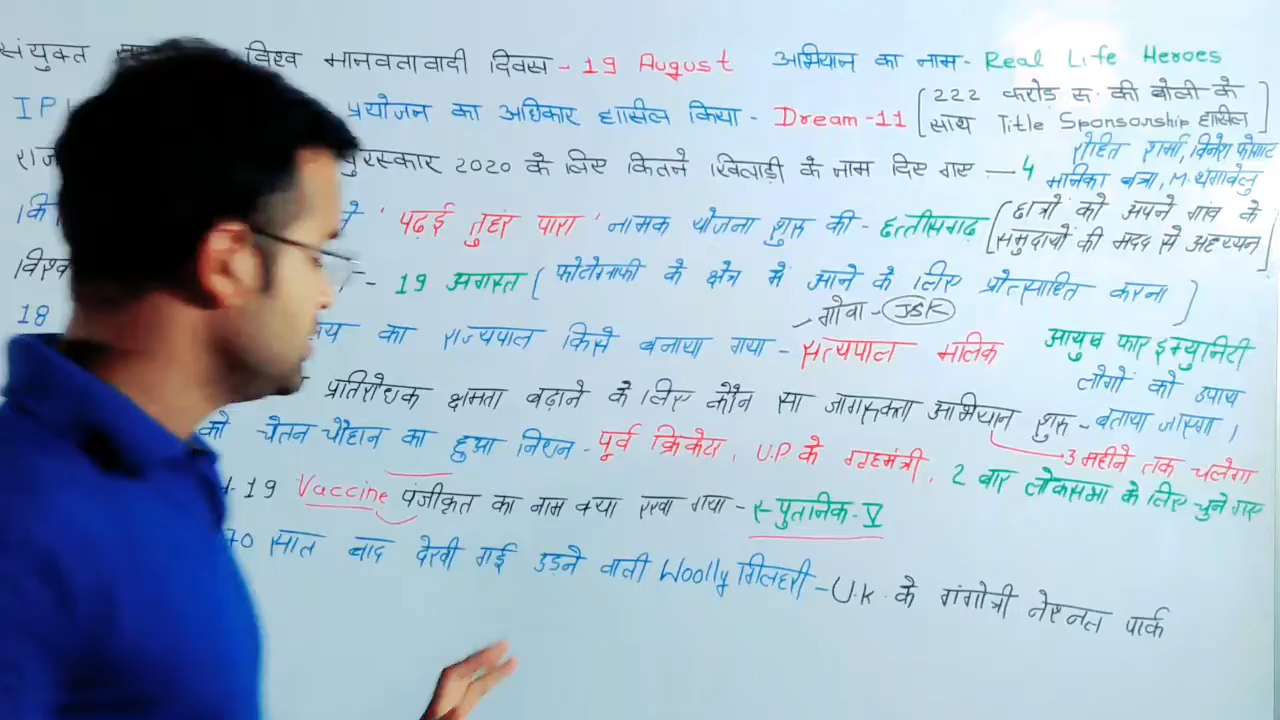 संयुक्त विश्व मानवतावादी दिवस - 19 August अभियान का नाम - Real Life Heroes
IP प्रयोजन का अधिकार हासिल किया - Dream-11 [222 करोड़ रु. की बोली के
साथ Title Sponsorship हासिल]
पुरस्कार 2020 के लिए कितने खिलाड़ी के नाम दिए गए - 4 रोहित शर्मा, विनेश फोगाट
मनिका बत्रा, M. थंगावेलु
'पढ़ई तुंहर पारा' नामक योजना शुरु की - छत्तीसगढ़ [छात्रों को अपने गांव के
समुदायों की मदद से अध्ययन]
विश्व - 19 अगस्त [फोटोग्राफी के क्षेत्र में आने के लिए प्रोत्साहित करना]
गोवा - J&K
18 का राज्यपाल किसे बनाया गया - सत्यपाल मलिक आयुष फार इम्युनिटी
लोगों को उपाय
प्रतिरोधक क्षमता बढ़ाने के लिए कौन सा जागरुकता अभियान शुरु - बताया जाएगा,
3 महीने तक चलेगा
को चेतन चौहान का हुआ निधन - पूर्व क्रिकेटर, U.P. के गृहमंत्री, 2 बार लोकसभा के लिए चुने गए
19 Vaccine पंजीकृत का नाम क्या रखा गया - स्पुतनिक-V
70 साल बाद देखी गई उड़ने वाली Woolly गिलहरी - U.K. के गंगोत्री नेशनल पार्क